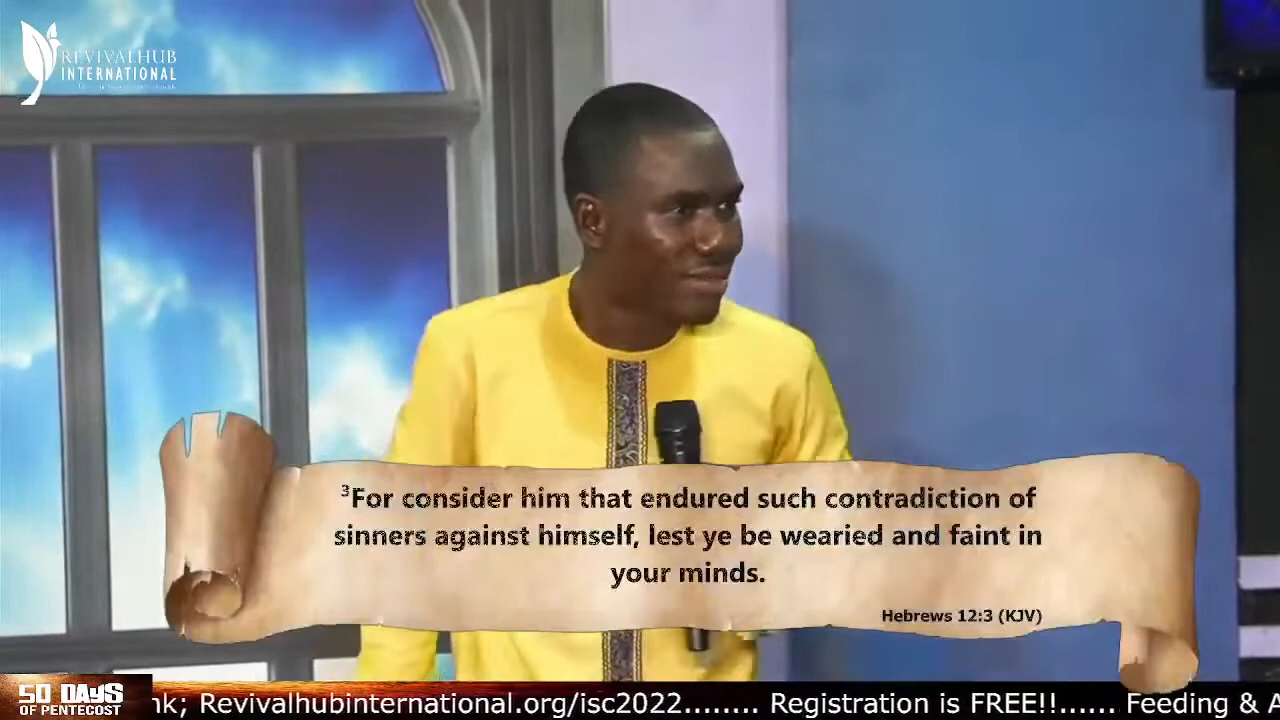 REVIVALHUB
INTERNATIONAL
³For consider him that endured such contradiction of
sinners against himself, lest ye be wearied and faint in
your minds.
Hebrews 12:3 (KJV)
50 DAYS
OF PENTECOST
nk; Revivalhubinternational.org/isc2022........ Registration is FREE!!...... Feeding & A